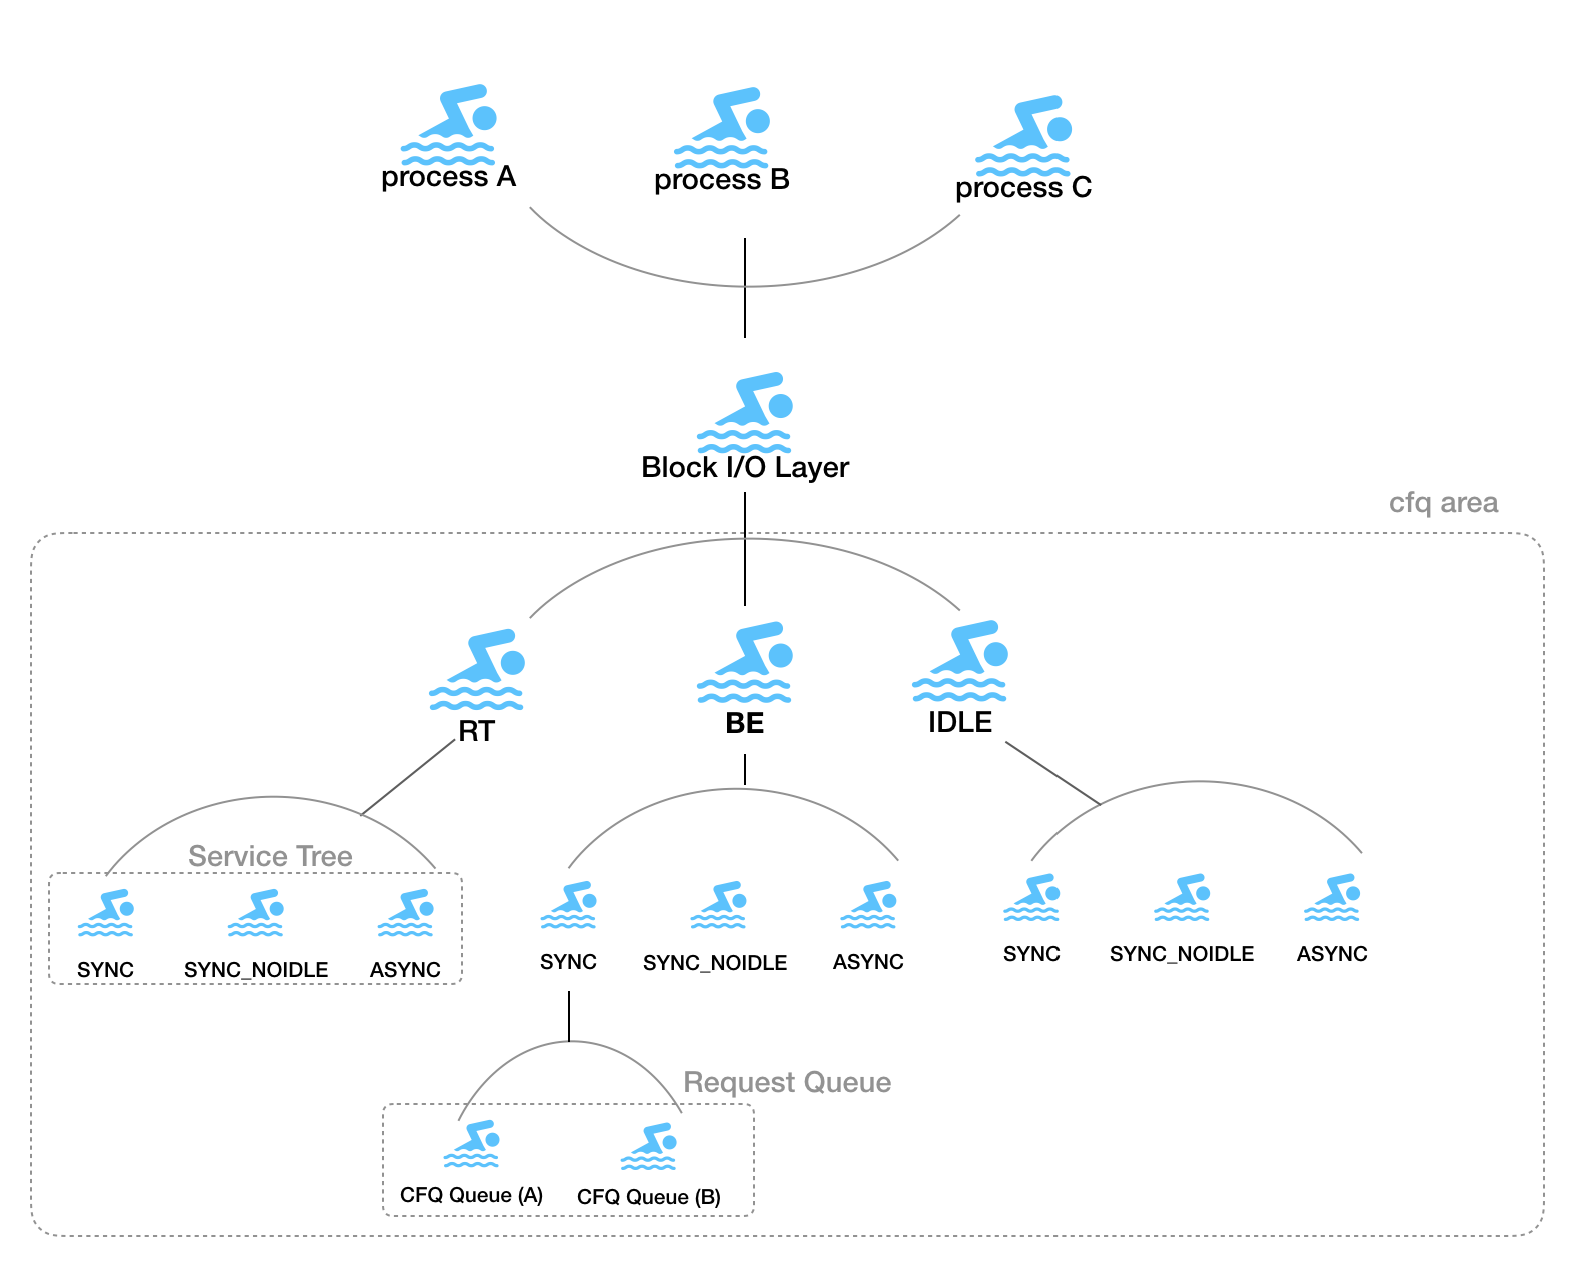 process A
process B
process C
Block I/O Layer
cfq area
RT
BE
IDLE
Service Tree
SYNC
SYNC_NOIDLE
ASYNC
SYNC
SYNC_NOIDLE
ASYNC
SYNC
SYNC_NOIDLE
ASYNC
Request Queue
CFQ Queue (A)
CFQ Queue (B)